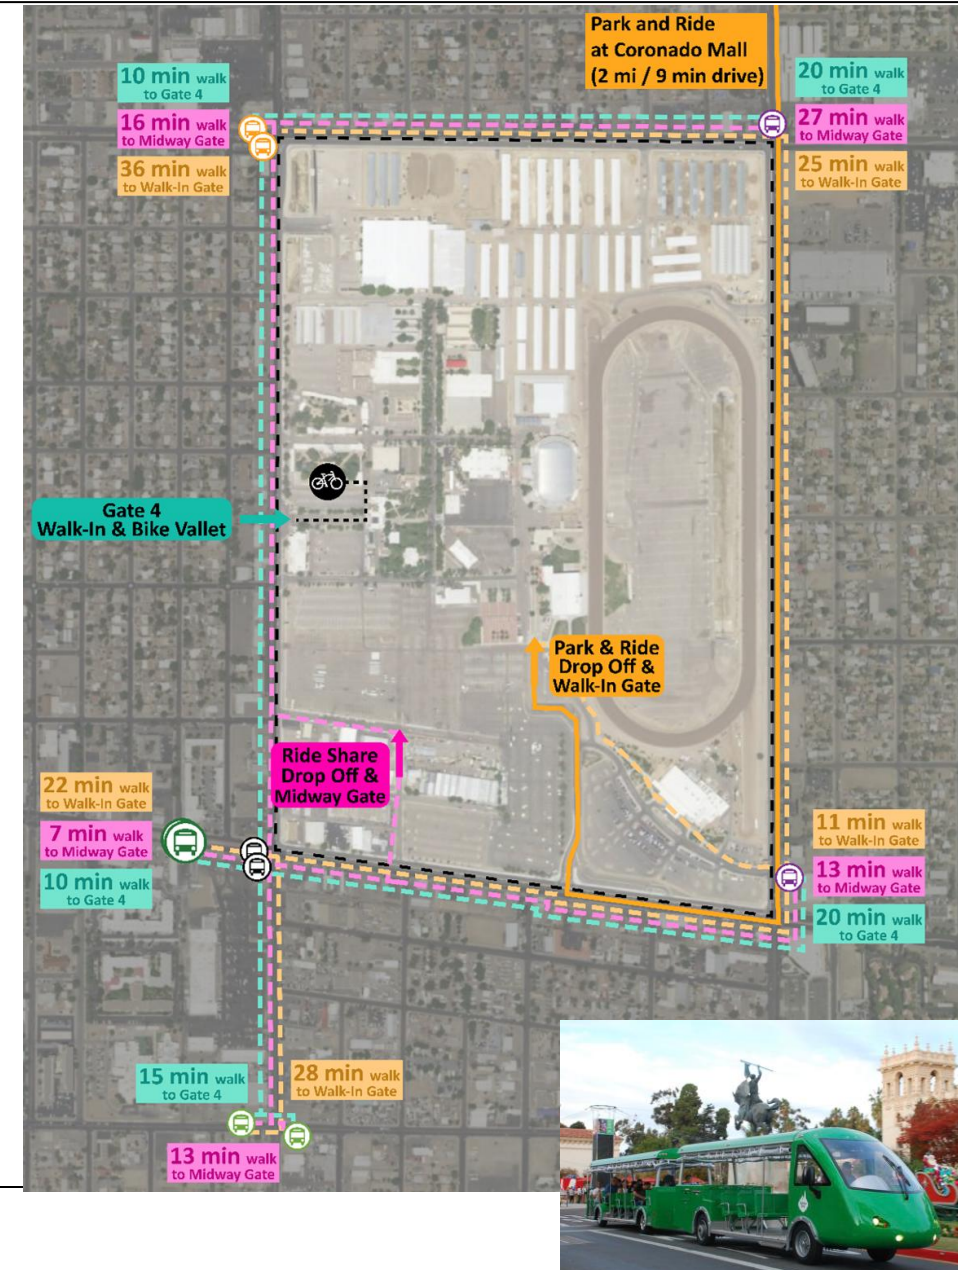 Park and Ride
at Coronado Mall
(2 mi / 9 min drive)
10 min walk
to Gate 4
16 min walk
to Midway Gate
36 min walk
to Walk-In Gate
20 min walk
to Gate 4
27 min walk
to Midway Gate
25 min walk
to Walk-In Gate
Gate 4
Walk-In & Bike Vallet
Park & Ride
Drop Off &
Walk-In Gate
Ride Share
Drop Off &
Midway Gate
22 min walk
to Walk-In Gate
7 min walk
to Midway Gate
10 min walk
to Gate 4
11 min walk
to Walk-In Gate
13 min walk
to Midway Gate
20 min walk
to Gate 4
15 min walk
to Gate 4
28 min walk
to Walk-In Gate
13 min walk
to Midway Gate